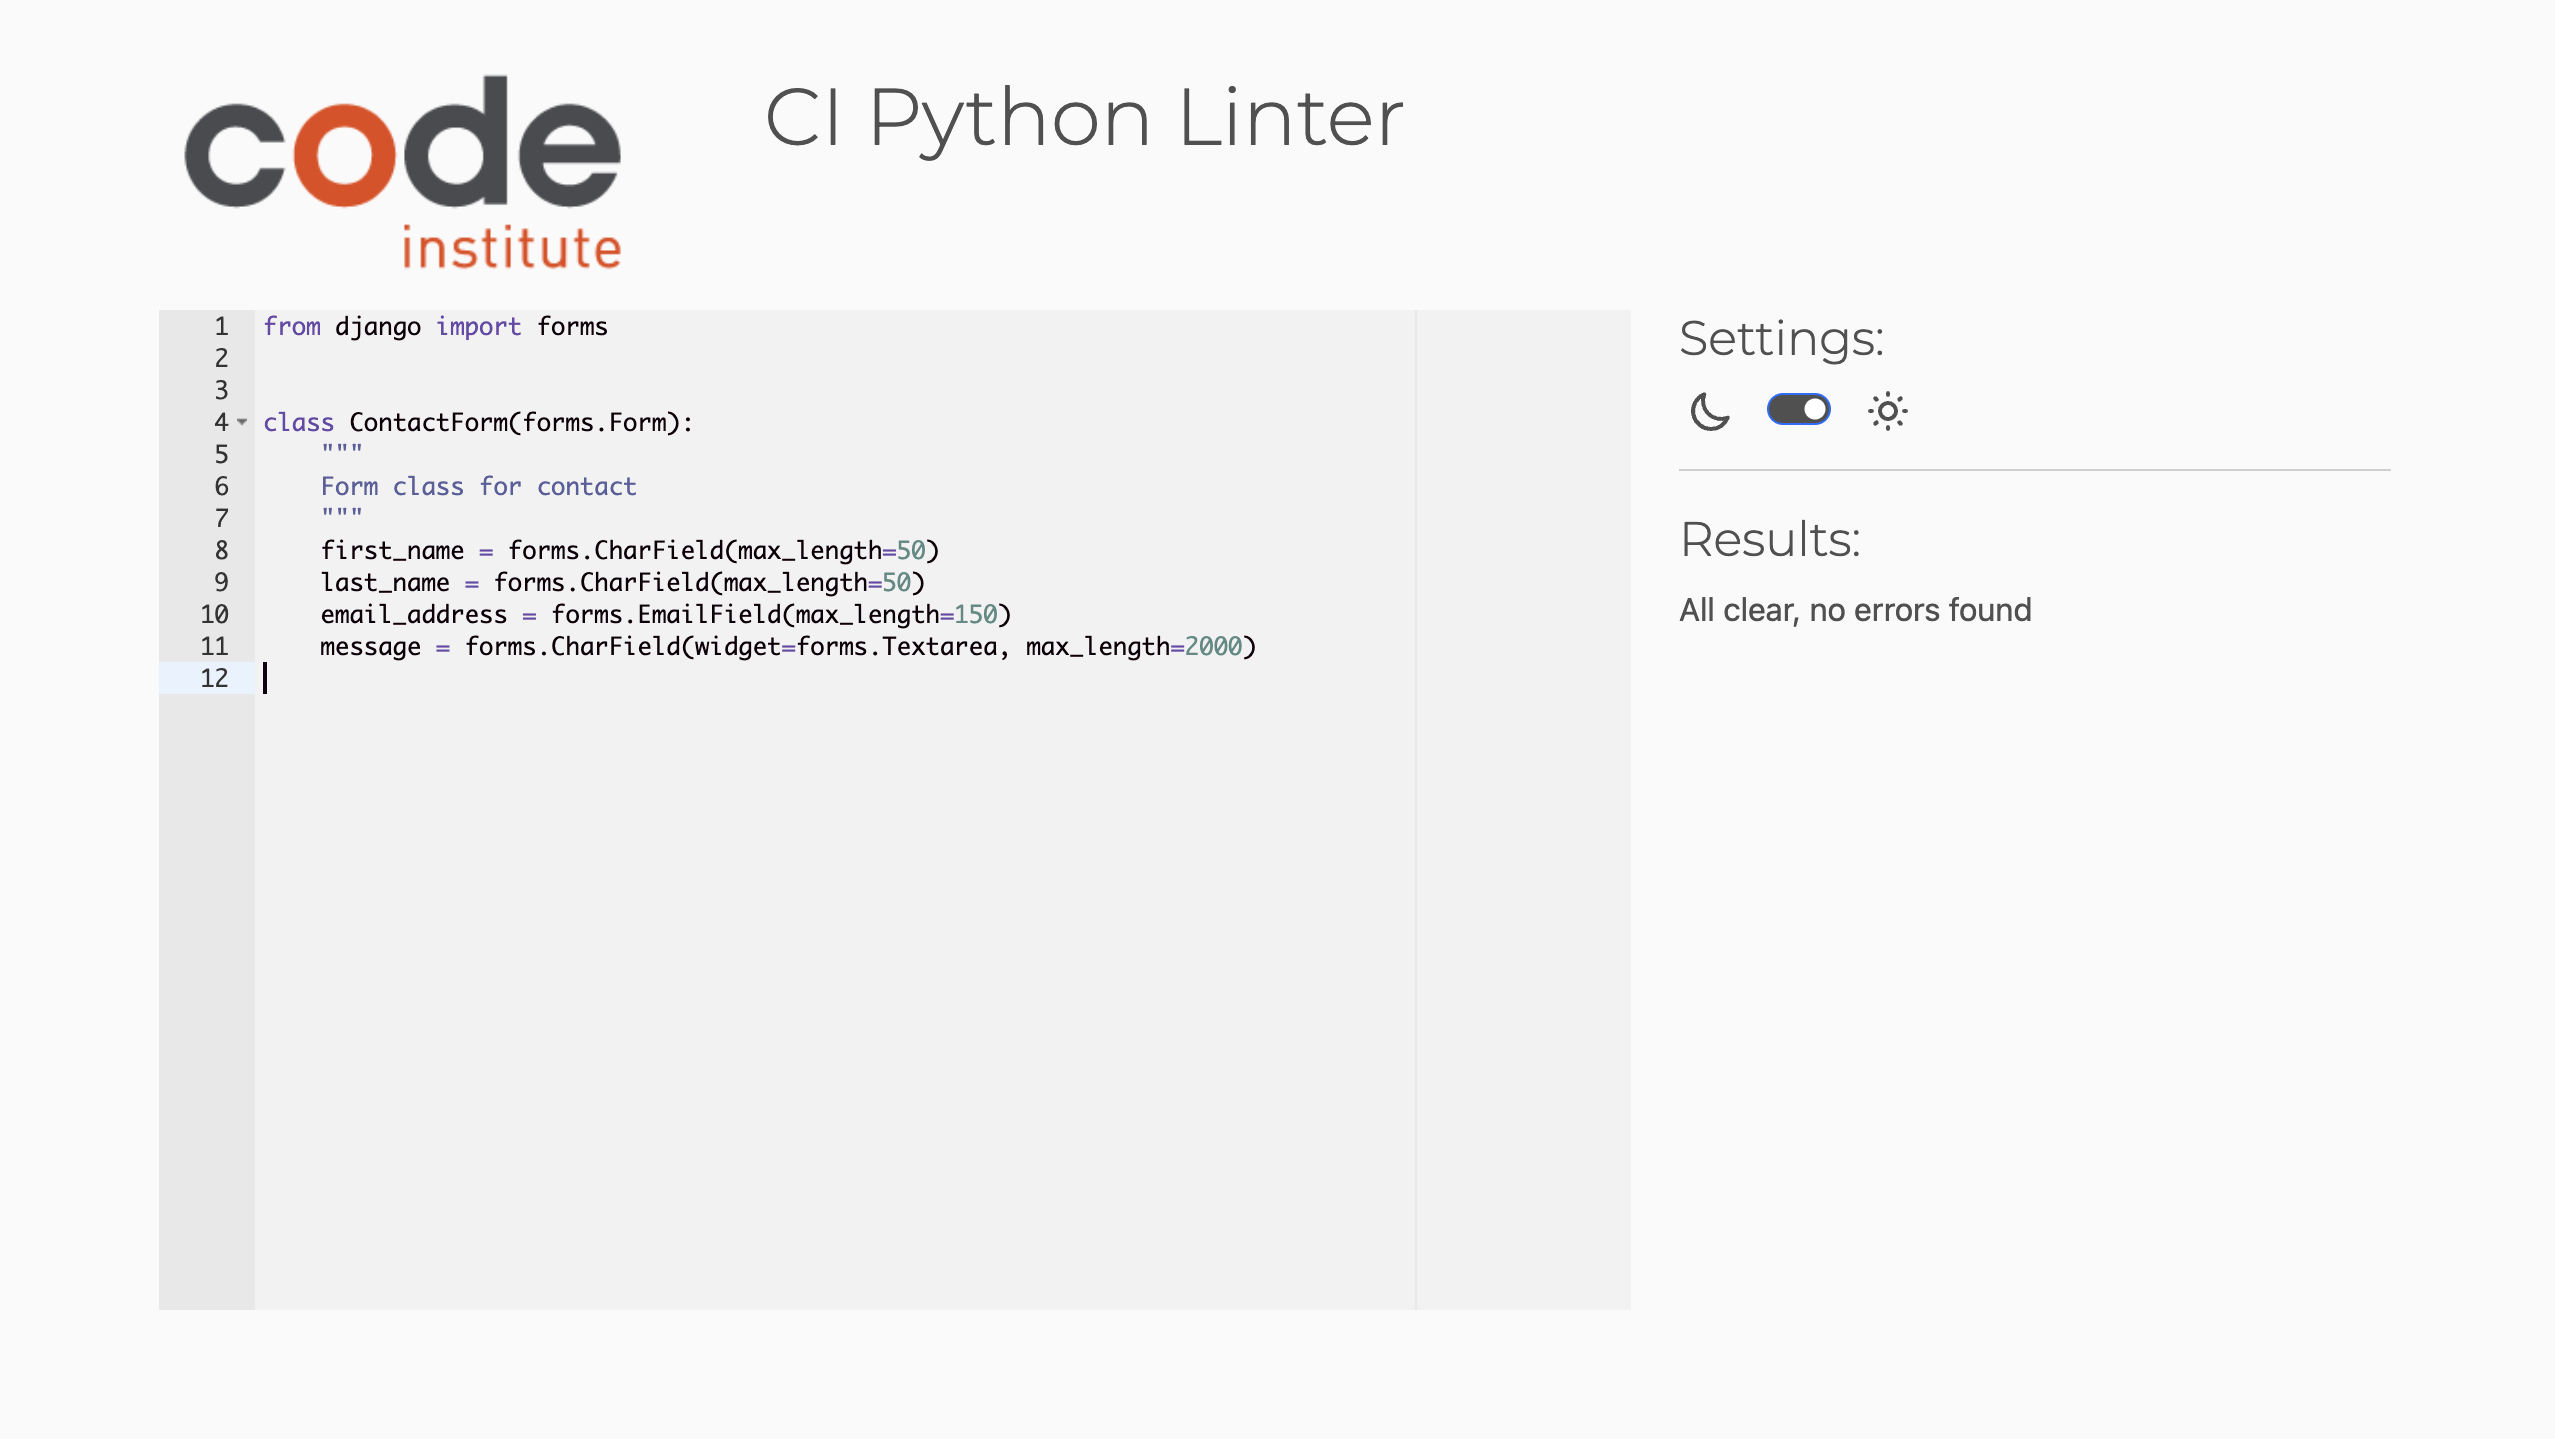 code
institute
CI Python Linter
1 from django import forms
2
3
4 class ContactForm(forms.Form):
5     """
6     Form class for contact
7     """
8     first_name = forms.CharField(max_length=50)
9     last_name = forms.CharField(max_length=50)
10     email_address = forms.EmailField(max_length=150)
11     message = forms.CharField(widget=forms.Textarea, max_length=2000)
12
Settings:
Results:
All clear, no errors found